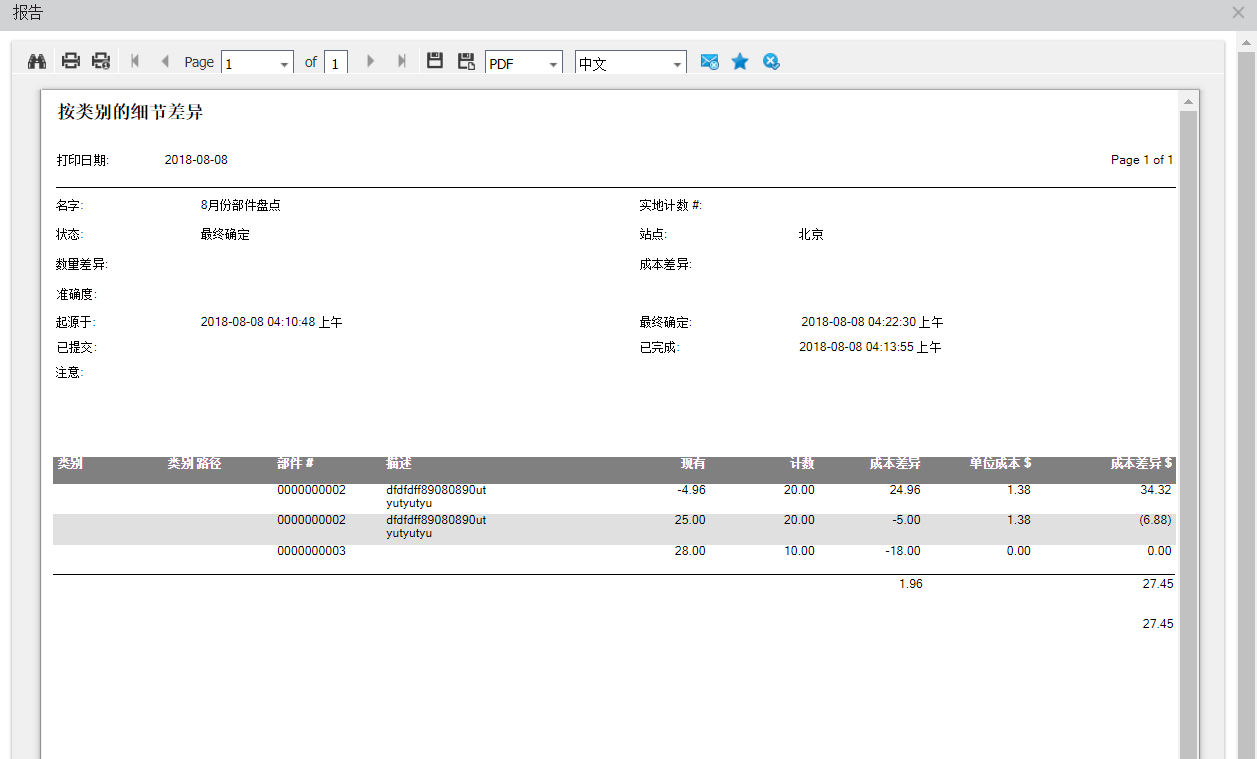 报告
Page 1 of 1 PDF 中文
按类别的细节差异
打印日期: 2018-08-08 Page 1 of 1
名字: 8月份部件盘点 实地计数 #:
状态: 最终确定 站点: 北京
数量差异: 成本差异:
准确度:
起源于: 2018-08-08 04:10:48 上午 最终确定: 2018-08-08 04:22:30 上午
已提交: 已完成: 2018-08-08 04:13:55 上午
注意:
类别 类别 路径 部件 # 描述 现有 计数 成本差异 单位成本 $ 成本差异 $
0000000002 dfdfdff89080890ut -4.96 20.00 24.96 1.38 34.32
yutyutyu
0000000002 dfdfdff89080890ut 25.00 20.00 -5.00 1.38 (6.88)
yutyutyu
0000000003 28.00 10.00 -18.00 0.00 0.00
1.96 27.45
27.45